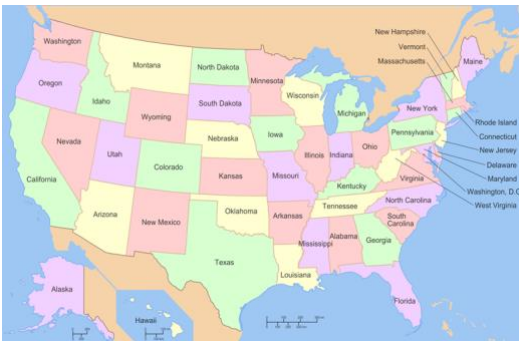 New Hampshire
Vermont
Massachusetts
Washington
Montana
North Dakota
Minnesota
Maine
Oregon
Idaho
Wyoming
South Dakota
Wisconsin
Michigan
New York
Rhode Island
Connecticut
New Jersey
Delaware
Maryland
Washington, D.C
West Virginia
Nevada
Utah
Colorado
Nebraska
Iowa
Illinois
Indiana
Ohio
Pennsylvania
California
Kansas
Missouri
Kentucky
Virginia
Arizona
New Mexico
Oklahoma
Arkansas
Tennessee
North Carolina
South
Carolina
Texas
Louisiana
Mississippi
Alabama
Georgia
Florida
Alaska
Hawaii